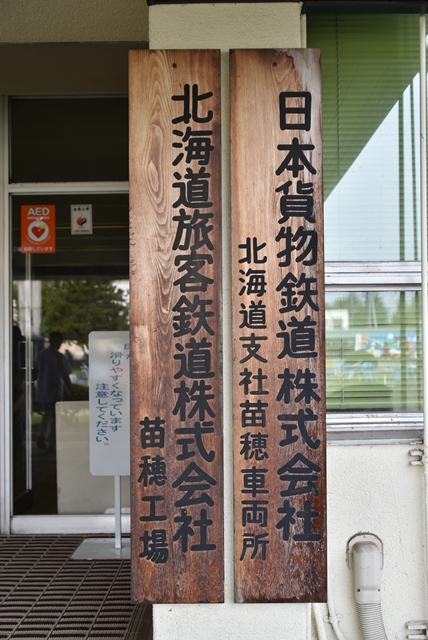 日本貨物鉄道株式会社
北海道支社苗穂車両所
北海道旅客鉄道株式会社
苗穂工場
AED
滑りやすくなっています
注意してください。